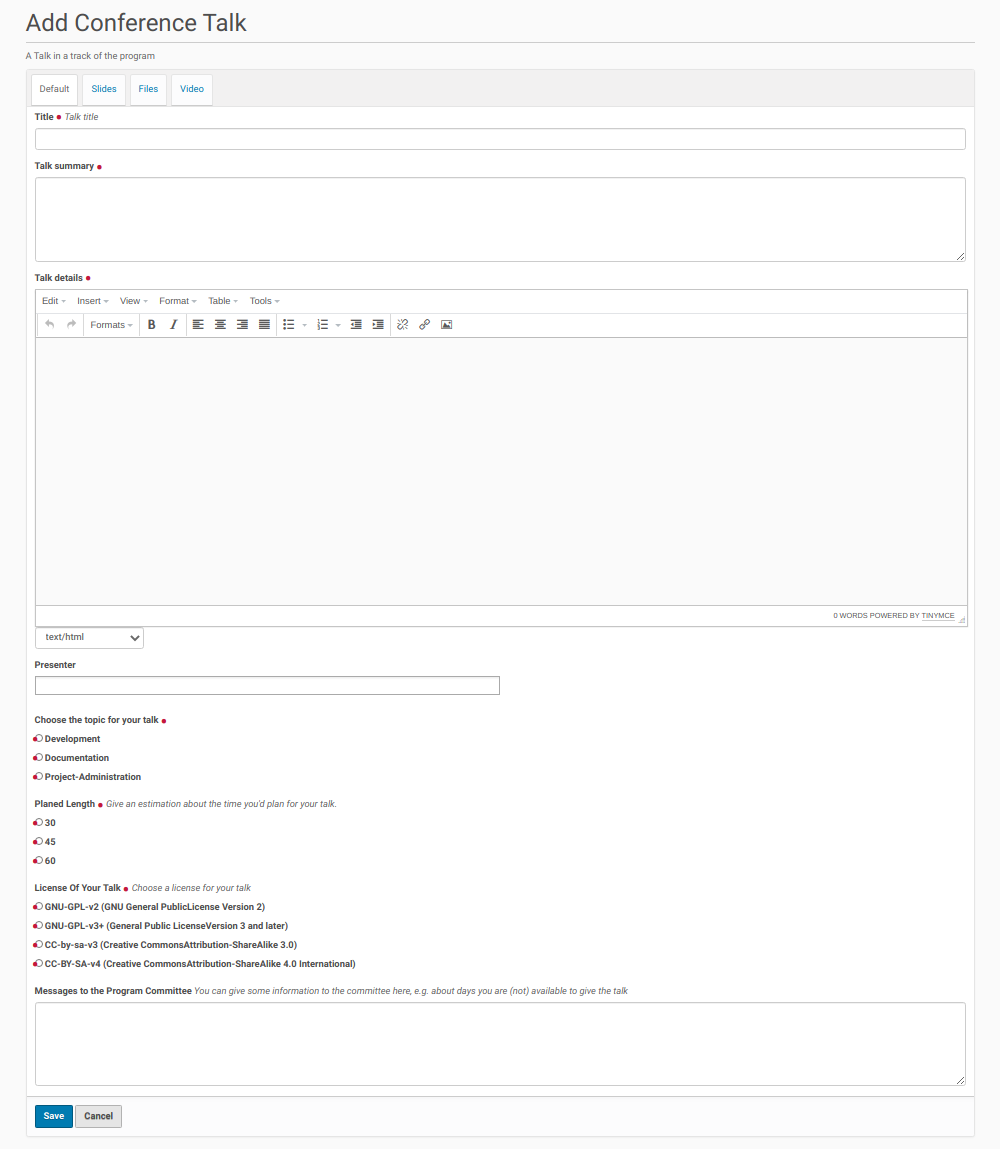 Add Conference Talk
A Talk in a track of the program
Default Slides Files Video
Title Talk title
Talk summary
Talk details
Edit Insert View Format Table Tools
Formats B I
0 WORDS POWERED BY TINYMCE
text/html
Presenter
Choose the topic for your talk
Development
Documentation
Project-Administration
Planed Length Give an estimation about the time you'd plan for your talk.
30
45
60
License Of Your Talk Choose a license for your talk
GNU-GPL-v2 (GNU General PublicLicense Version 2)
GNU-GPL-v3+ (General Public LicenseVersion 3 and later)
CC-by-sa-v3 (Creative CommonsAttribution-ShareAlike 3.0)
CC-BY-SA-v4 (Creative CommonsAttribution-ShareAlike 4.0 International)
Messages to the Program Committee You can give some information to the committee here, e.g. about days you are (not) available to give the talk
Save Cancel